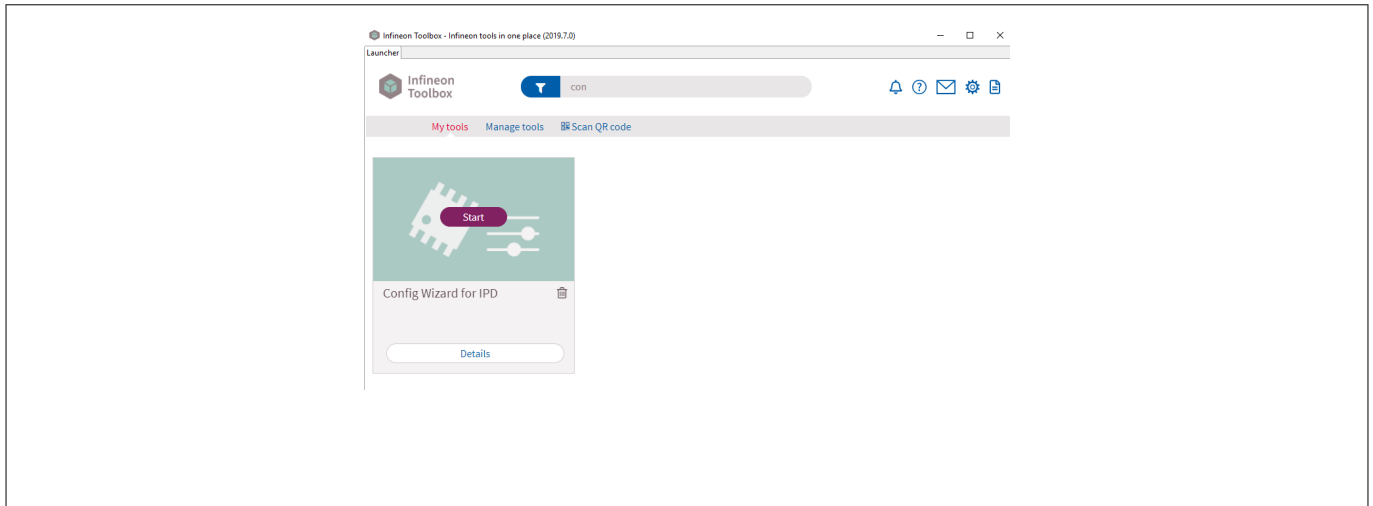 Infineon Toolbox - Infineon tools in one place (2019.7.0)
Launcher
Infineon
Toolbox
con
My tools Manage tools Scan QR code
Start
Config Wizard for IPD
Details